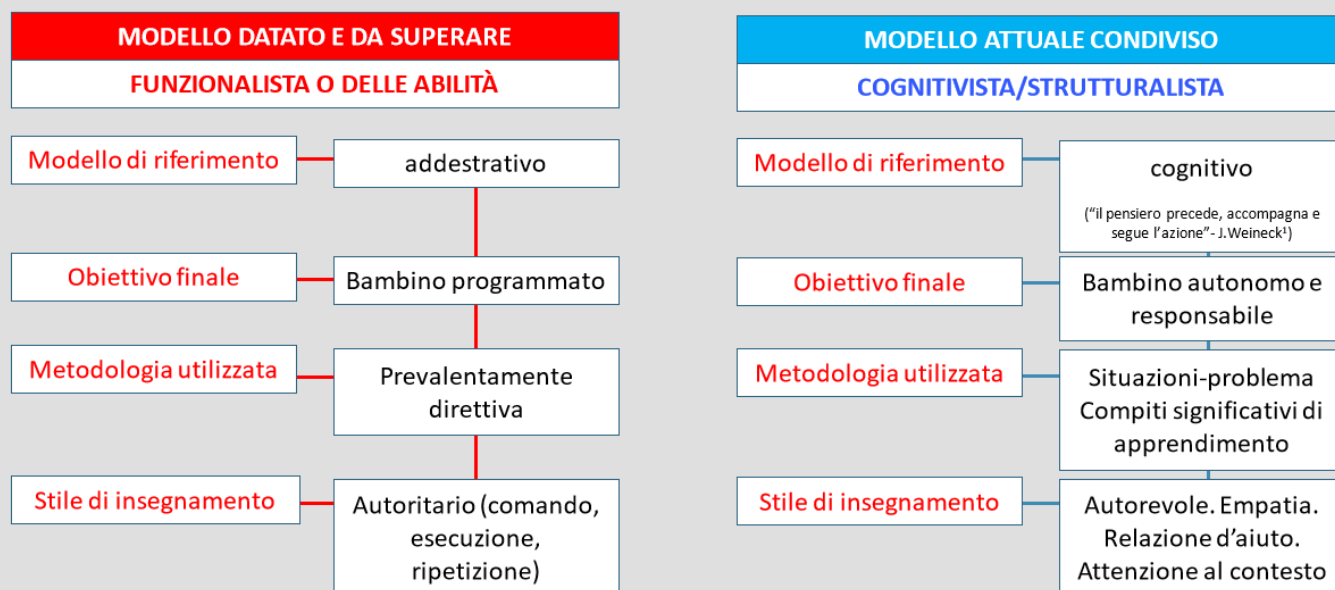 MODELLO DATATO E DA SUPERARE
FUNZIONALISTA O DELLE ABILITÀ
Modello di riferimento
addestrativo
Obiettivo finale
Bambino programmato
Metodologia utilizzata
Prevalentamente
direttiva
Stile di insegnamento
Autoritario (comando,
esecuzione,
ripetizione)
MODELLO ATTUALE CONDIVISO
COGNITIVISTA/STRUTTURALISTA
Modello di riferimento
cognitivo
(“il pensiero precede, accompagna e
segue l’azione”- J.Weineck¹)
Obiettivo finale
Bambino autonomo e
responsabile
Metodologia utilizzata
Situazioni-problema
Compiti significativi di
apprendimento
Stile di insegnamento
Autorevole. Empatia.
Relazione d’aiuto.
Attenzione al contesto